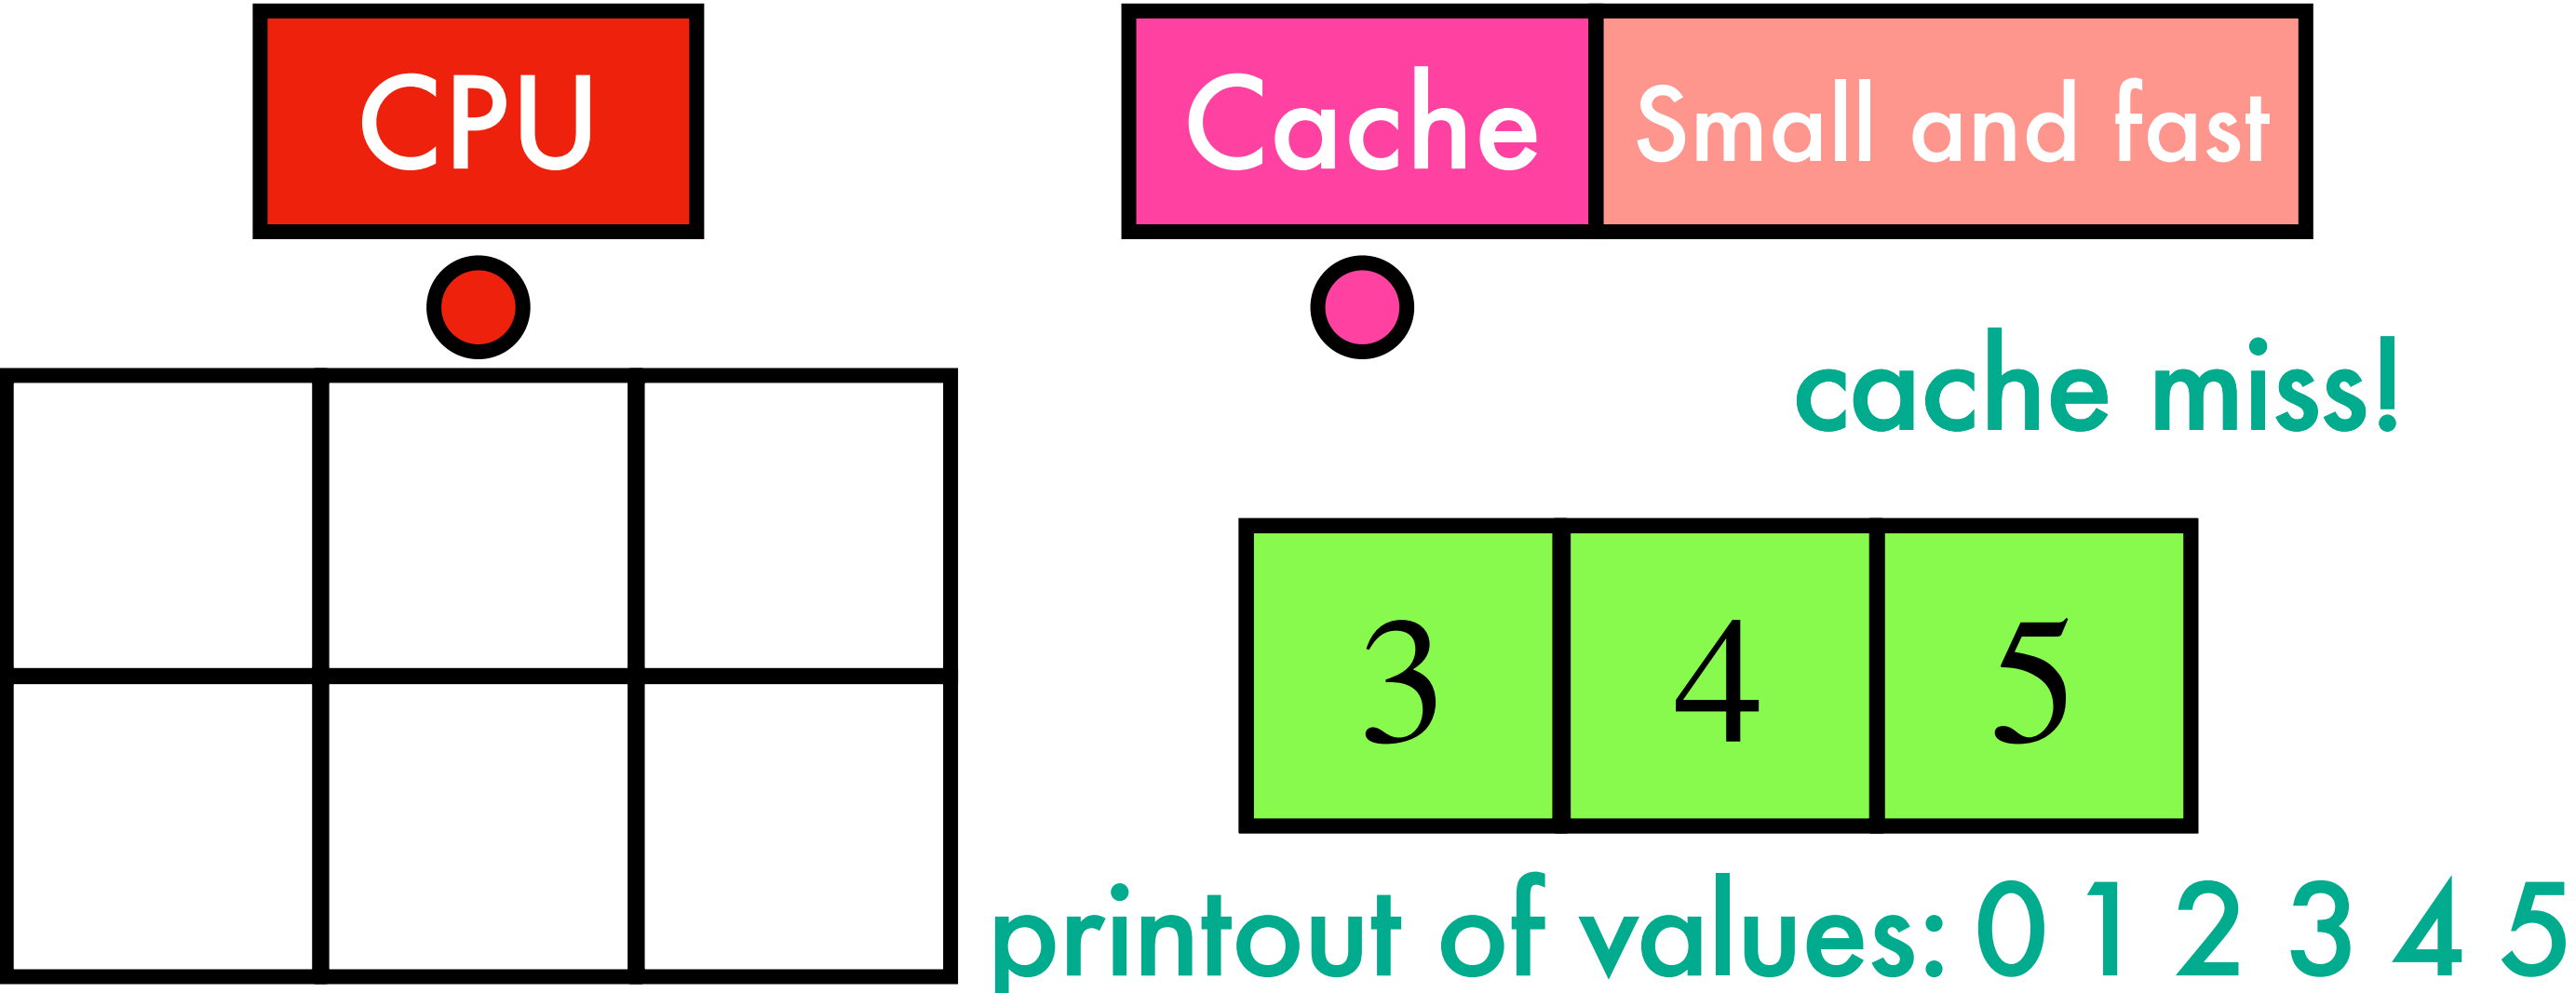 CPU
Cache
Small and fast
cache miss!
3 4 5
printout of values: 0 1 2 3 4 5